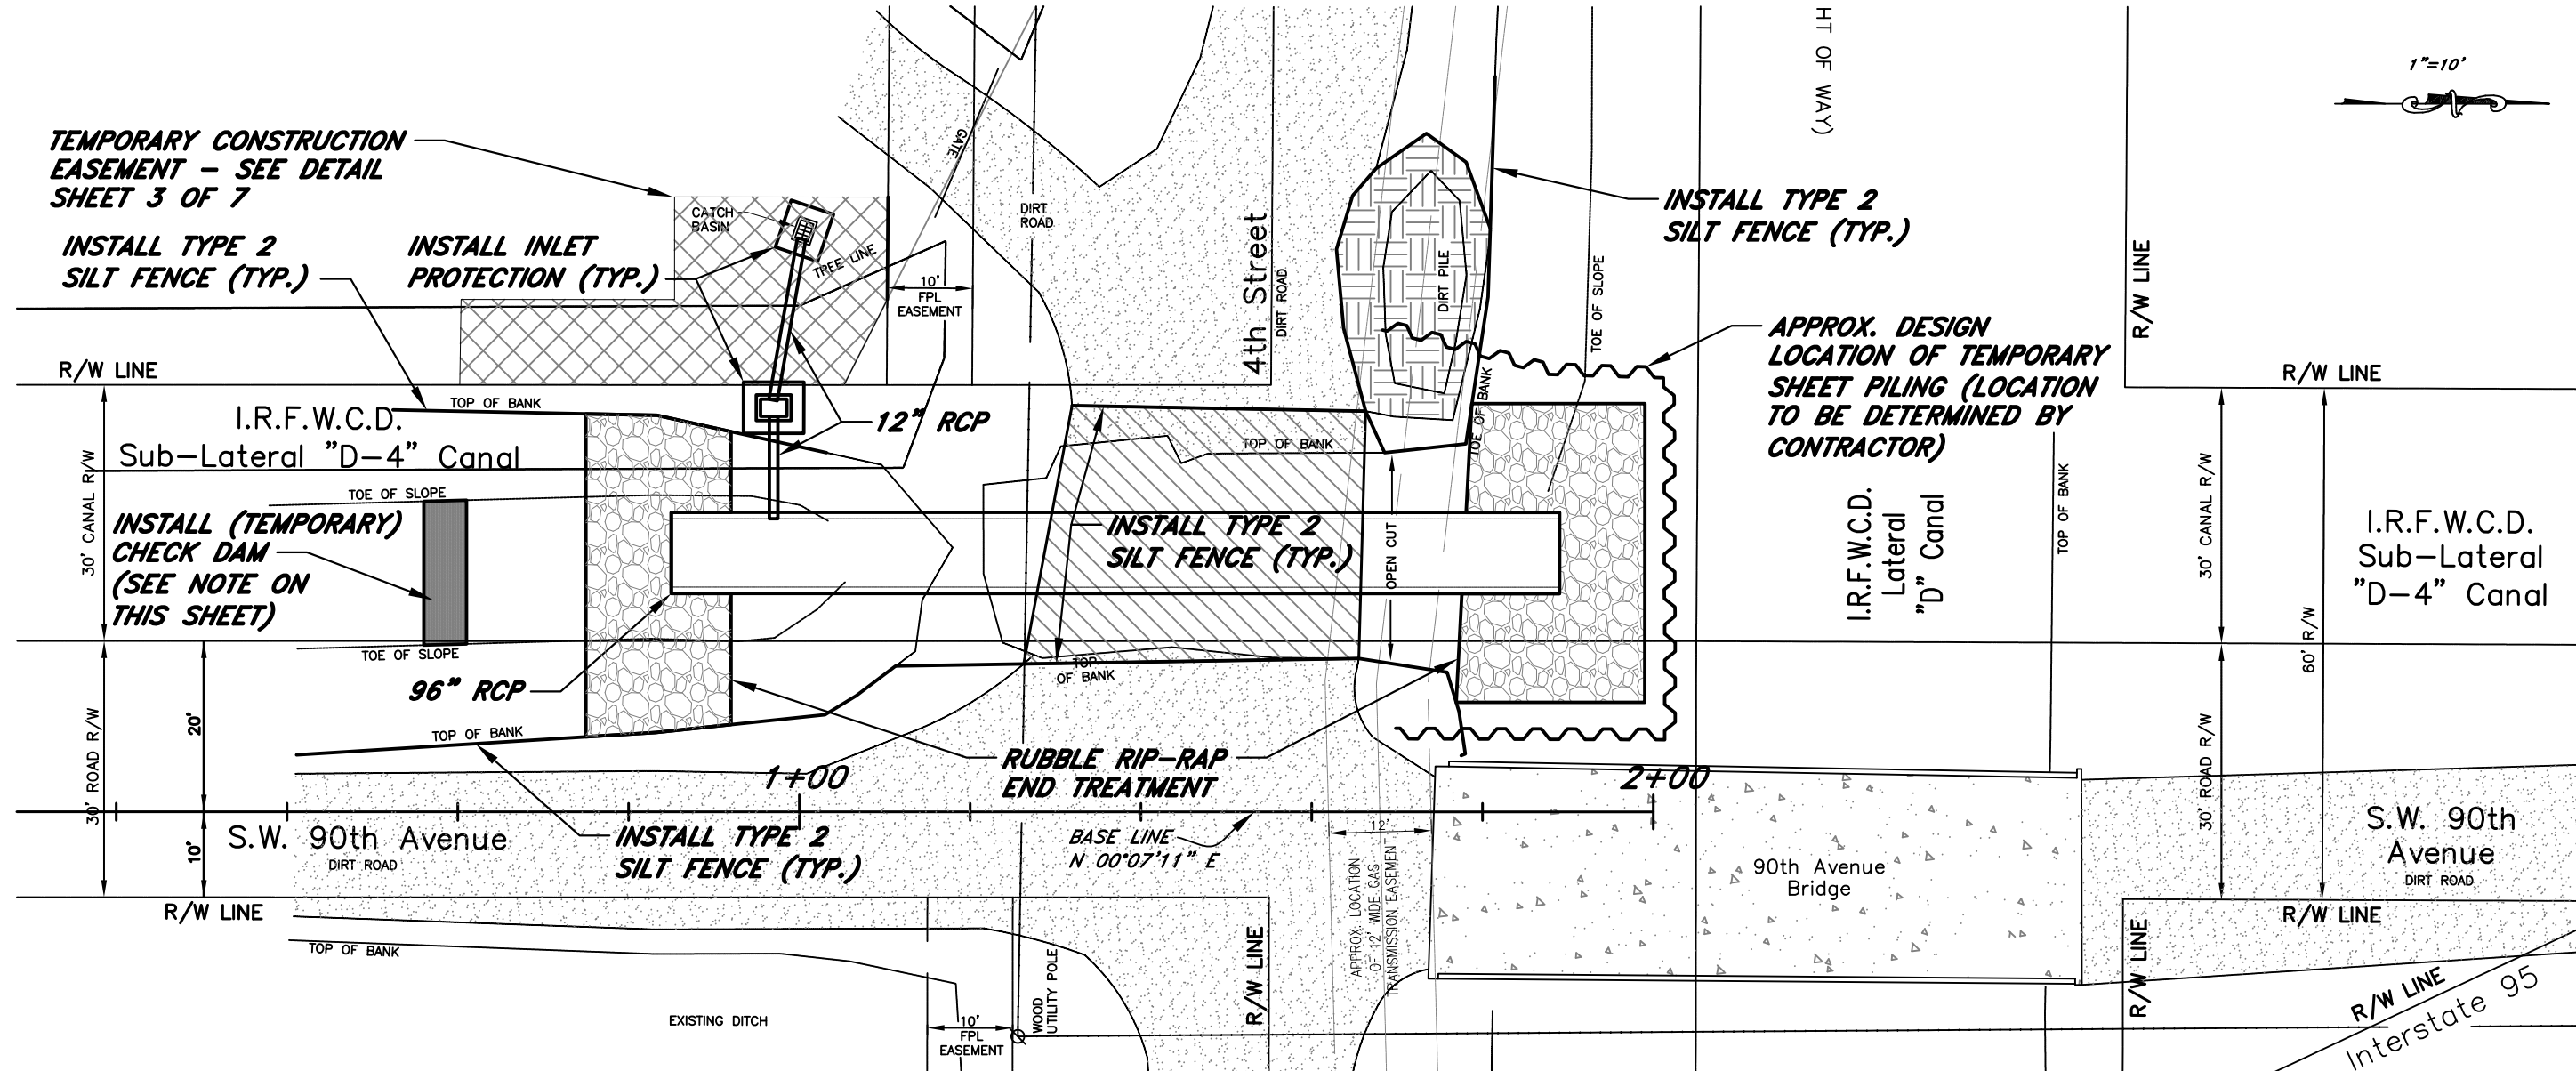 HT OF WAY)
1"=10'
TEMPORARY CONSTRUCTION
EASEMENT – SEE DETAIL
SHEET 3 OF 7
INSTALL TYPE 2
SILT FENCE (TYP.)
INSTALL INLET
PROTECTION (TYP.)
CATCH
BASIN
TREE LINE
GATE
10'
FPL
EASEMENT
DIRT
ROAD
4th Street
DIRT ROAD
DIRT PILE
INSTALL TYPE 2
SILT FENCE (TYP.)
TOE OF SLOPE
R/W LINE
APPROX. DESIGN
LOCATION OF TEMPORARY
SHEET PILING (LOCATION
TO BE DETERMINED BY
CONTRACTOR)
R/W LINE
R/W LINE
TOP OF BANK
I.R.F.W.C.D.
Sub-Lateral "D-4" Canal
12" RCP
TOP OF BANK
TOE OF BANK
30' CANAL R/W
TOE OF SLOPE
INSTALL (TEMPORARY)
CHECK DAM
(SEE NOTE ON
THIS SHEET)
INSTALL TYPE 2
SILT FENCE (TYP.)
OPEN CUT
I.R.F.W.C.D.
Lateral
"D" Canal
TOP OF BANK
30' CANAL R/W
60' R/W
I.R.F.W.C.D.
Sub-Lateral
"D-4" Canal
TOE OF SLOPE
96" RCP
TOP
OF BANK
30' ROAD R/W
20'
TOP OF BANK
RUBBLE RIP-RAP
END TREATMENT
1+00
2+00
30' ROAD R/W
10'
S.W. 90th Avenue
DIRT ROAD
INSTALL TYPE 2
SILT FENCE (TYP.)
BASE LINE
N 00°07'11" E
12'
APPROX. LOCATION
OF 12' WIDE GAS
TRANSMISSION EASEMENT
90th Avenue
Bridge
S.W. 90th
Avenue
DIRT ROAD
R/W LINE
R/W LINE
TOP OF BANK
EXISTING DITCH
10'
FPL
EASEMENT
WOOD
UTILITY POLE
R/W LINE
R/W LINE
R/W LINE
Interstate 95